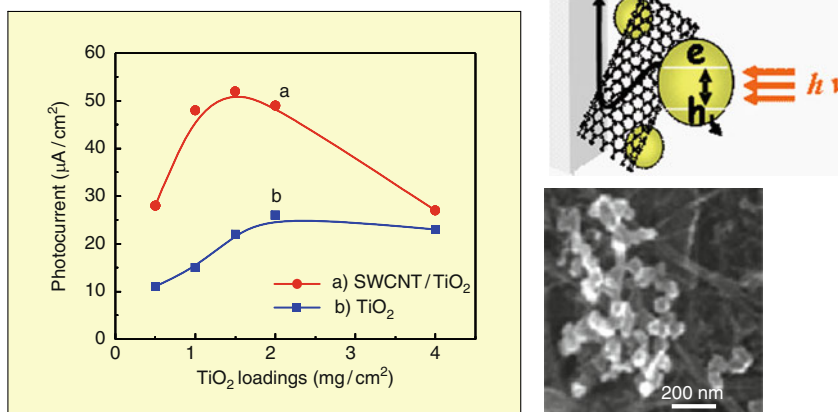 60
50
40
30
20
10
0
Photocurrent (μA/cm²)
a
b
a) SWCNT/TiO₂
b) TiO₂
0 1 2 3 4
TiO₂ loadings (mg/cm²)
e
h
h ν
200 nm